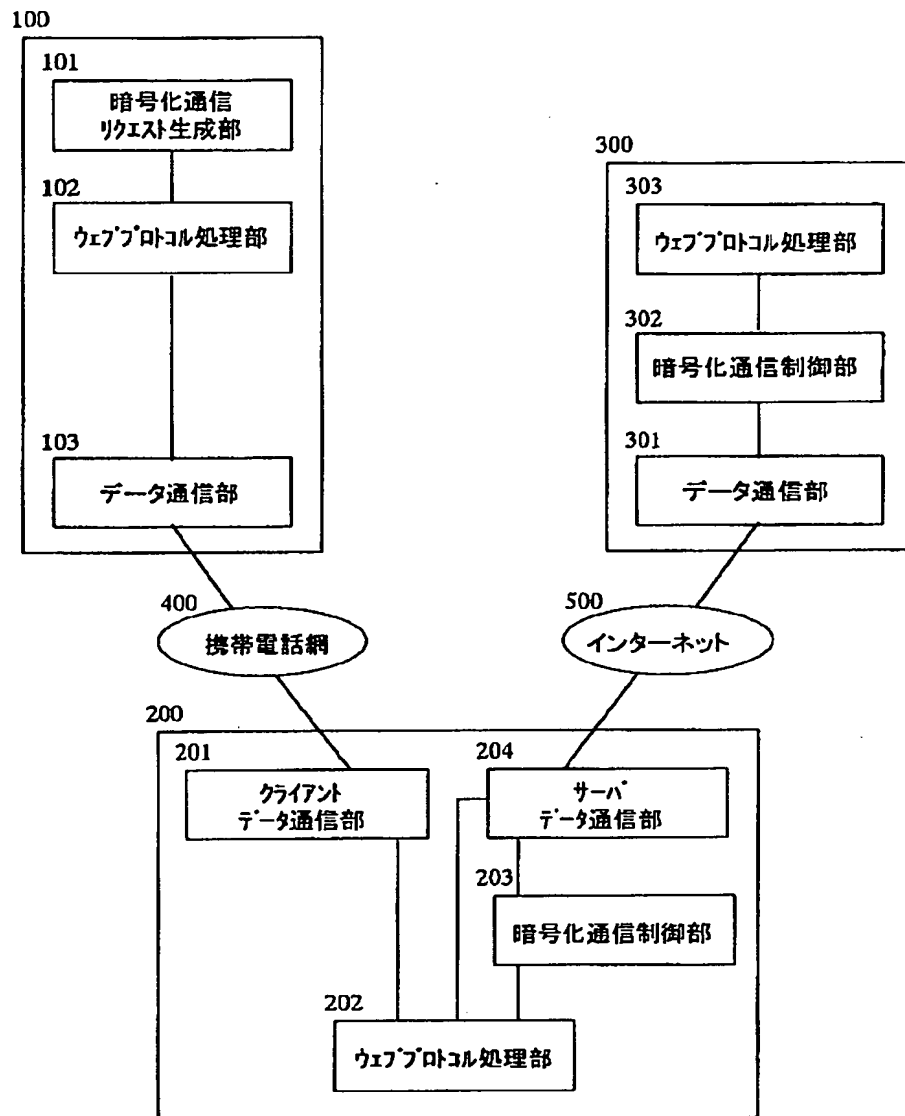 100
101
暗号化通信
リクエスト生成部
102
ウェブプロトコル処理部
103
データ通信部
300
303
ウェブプロトコル処理部
302
暗号化通信制御部
301
データ通信部
400
携帯電話網
500
インターネット
200
201
クライアント
データ通信部
204
サーバ
データ通信部
203
暗号化通信制御部
202
ウェブプロトコル処理部